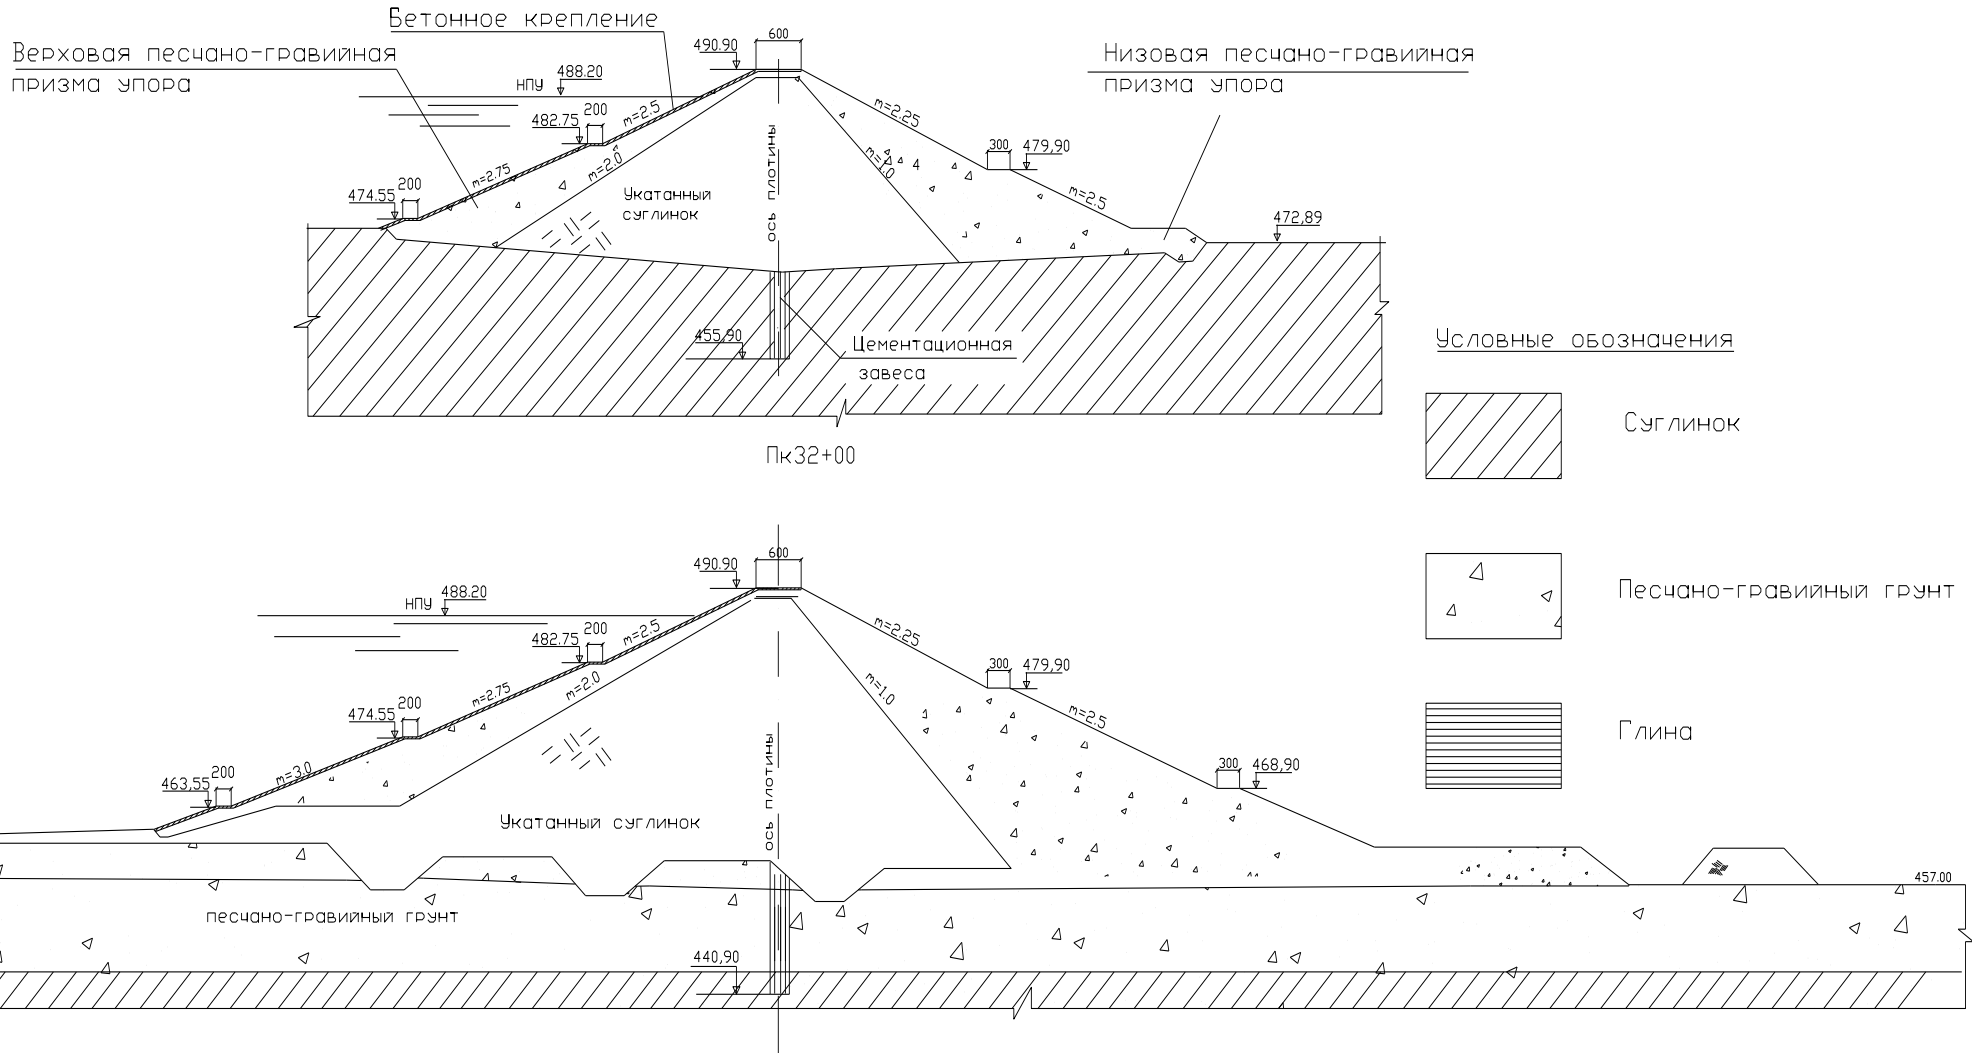 Бетонное крепление
Верховая песчано-гравийная
призма упора
Низовая песчано-гравийная
призма упора
490.90
600
НПУ
488.20
482.75
200
m=2.5
m=2.25
474.55
200
m=2.75
m=2.0
m=1.0
4
300
479,90
m=2.5
Укатанный
суглинок
ось плотины
472,89
455,90
Цементационная
завеса
Пк32+00
Условные обозначения
Суглинок
Песчано-гравийный грунт
Глина
490.90
600
НПУ
488.20
482.75
200
m=2.5
m=2.25
474.55
200
m=2.75
m=2.0
m=1.0
300
479,90
m=2.5
463,55
200
m=3.0
300
468,90
Укатанный суглинок
ось плотины
457.00
песчано-гравийный грунт
440,90